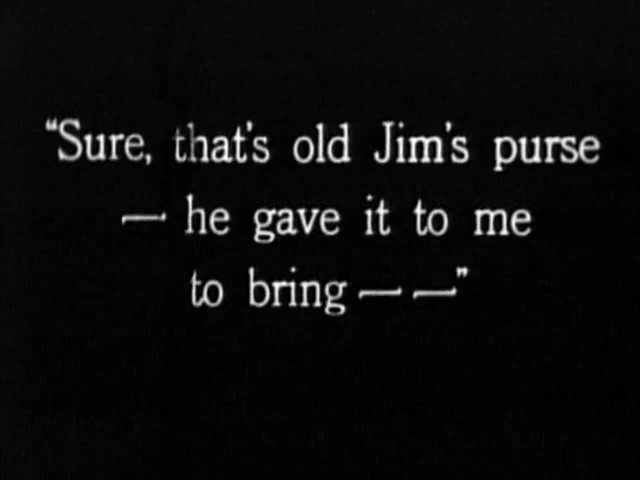 “Sure, that's old Jim's purse
— he gave it to me
to bring — —”